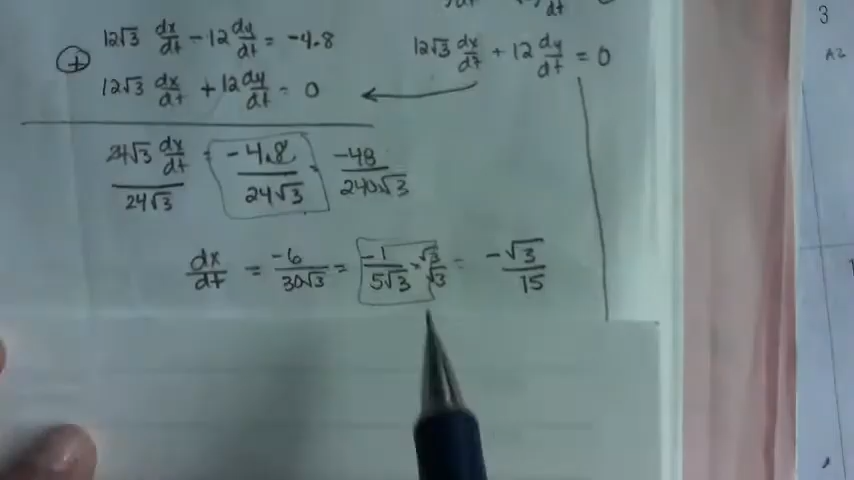 12√3 dx/dt - 12 dy/dt = -4.8
+
12√3 dx/dt + 12 dy/dt = 0
12√3 dx/dt + 12 dy/dt = 0
24√3 dx/dt / 24√3 = -4.8 / 24√3 = -48 / 240√3
dx/dt = -6 / 30√3 = -1 / 5√3 · √3 / √3 = -√3 / 15
3